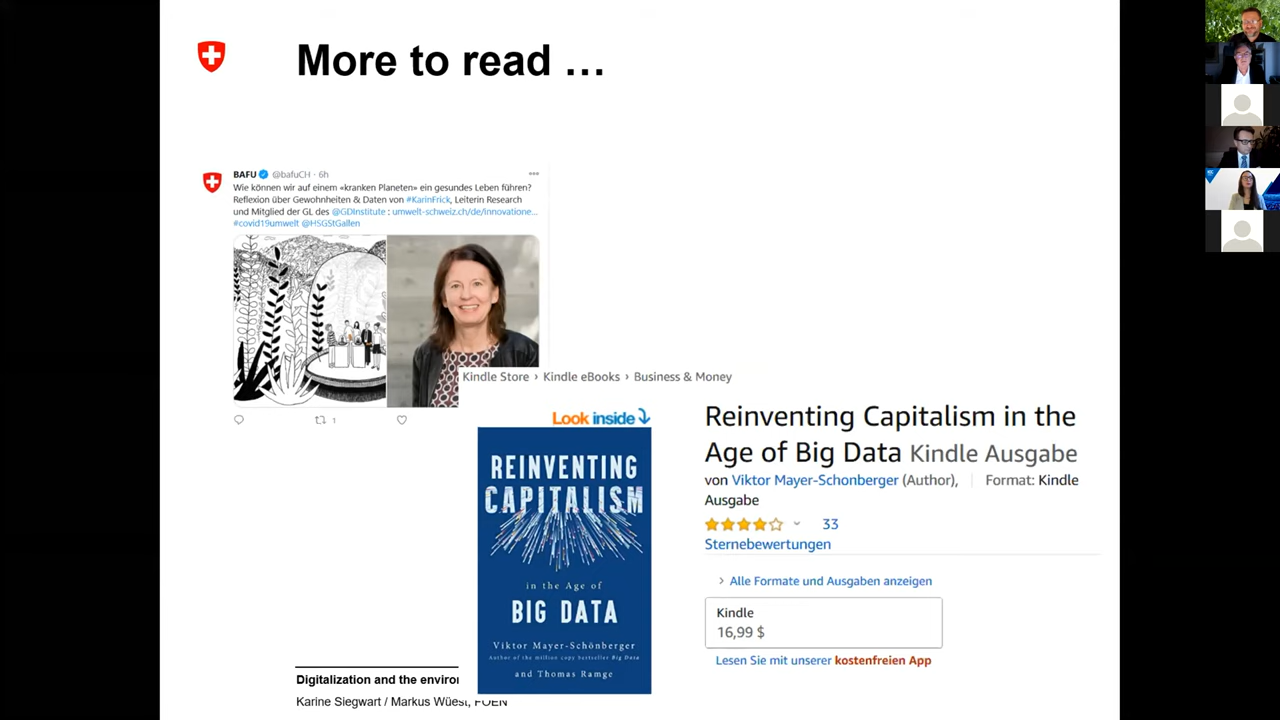 More to read …
BAFU @bafuCH · 6h
Wie können wir auf einem «kranken Planeten» ein gesundes Leben führen?
Reflexion über Gewohnheiten & Daten von #KarinFrick, Leiterin Research
und Mitglied der GL des @GDInstitute : umwelt-schweiz.ch/de/innovatione...
#covid19umwelt @HSGStGallen
1
Kindle Store › Kindle eBooks › Business & Money
Look inside
REINVENTING
CAPITALISM
in the Age of
BIG DATA
Viktor Mayer-Schönberger
Author of the million copy bestseller Big Data
and Thomas Ramge
Reinventing Capitalism in the
Age of Big Data Kindle Ausgabe
von Viktor Mayer-Schonberger (Author), | Format: Kindle
Ausgabe
33
Sternebewertungen
› Alle Formate und Ausgaben anzeigen
Kindle
16,99 $
Lesen Sie mit unserer kostenfreien App
Digitalization and the enviro
Karine Siegwart / Markus Wüest, FOEN